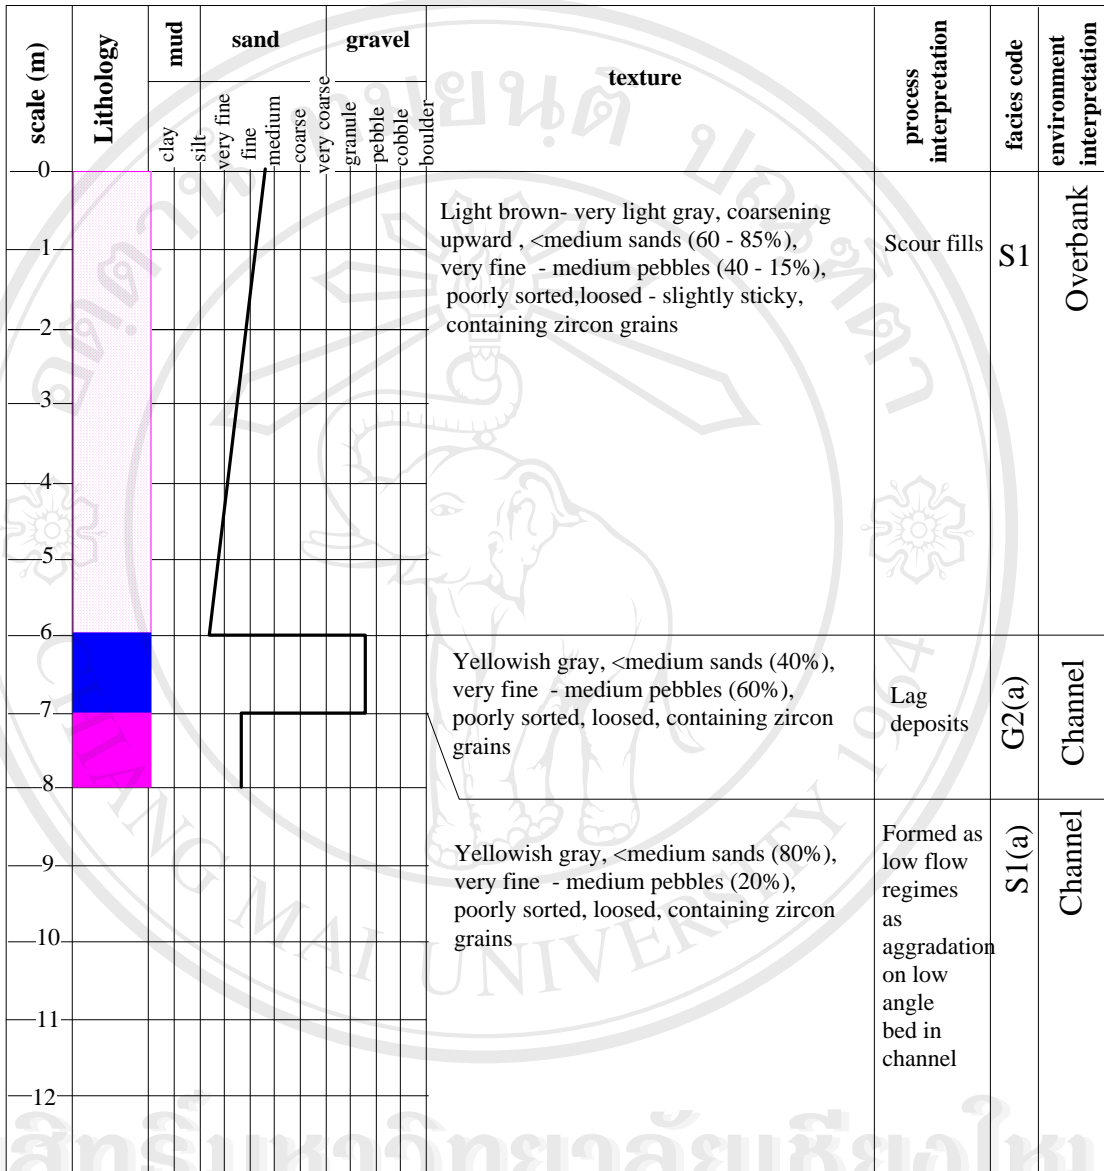 scale (m)
Lithology
mud
sand
gravel
clay
silt
very fine
fine
medium
coarse
very coarse
granule
pebble
cobble
boulder
texture
process
interpretation
facies code
environment
interpretation
0
1
2
3
4
5
6
7
8
9
10
11
12
Light brown- very light gray, coarsening
upward , <medium sands (60 - 85%),
very fine - medium pebbles (40 - 15%),
poorly sorted,loosed - slightly sticky,
containing zircon grains
Scour fills
S1
Overbank
Yellowish gray, <medium sands (40%),
very fine - medium pebbles (60%),
poorly sorted, loosed, containing zircon
grains
Lag
deposits
G2(a)
Channel
Yellowish gray, <medium sands (80%),
very fine - medium pebbles (20%),
poorly sorted, loosed, containing zircon
grains
Formed as
low flow
regimes
as
aggradation
on low
angle
bed in
channel
S1(a)
Channel
CHIANG MAI UNIVERSITY 1964